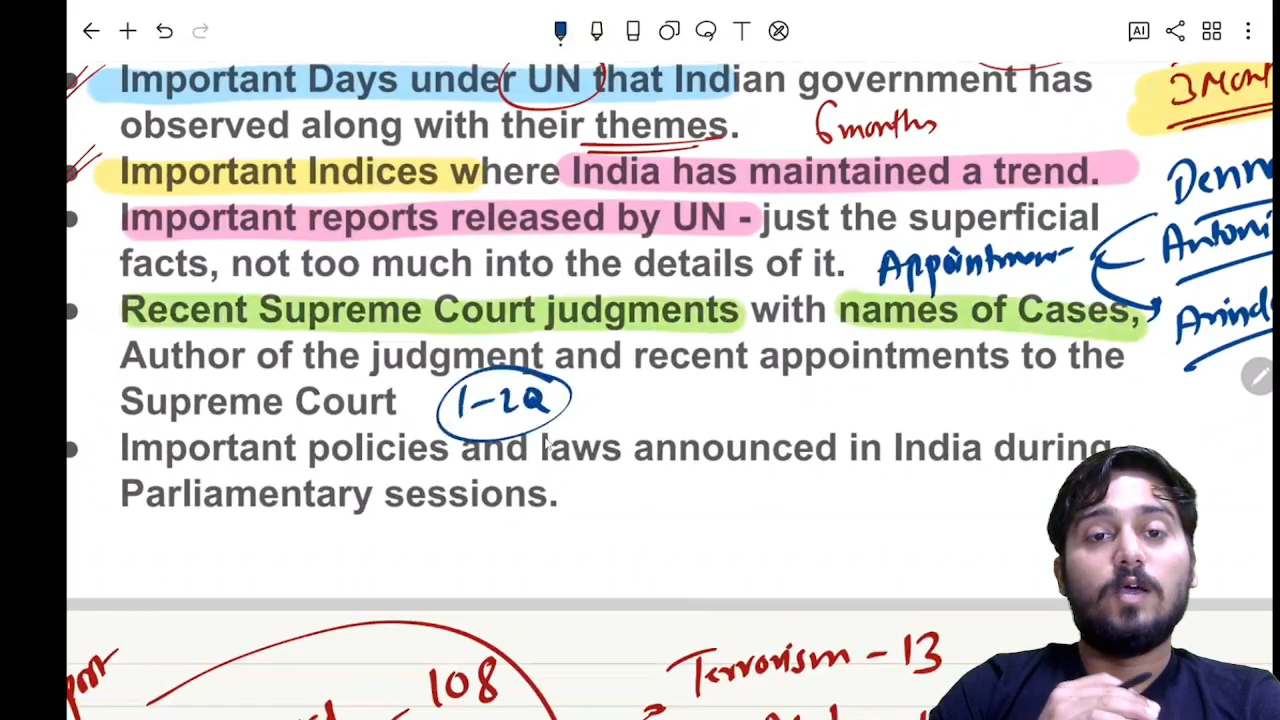 AI
Important Days under UN that Indian government has
observed along with their themes.
6 months
3 Mont
Important Indices where India has maintained a trend.
Important reports released by UN - just the superficial
facts, not too much into the details of it.
Appointment
Denn
Antoni
Arind
Recent Supreme Court judgments with names of Cases,
Author of the judgment and recent appointments to the
Supreme Court
1-2Q
Important policies and laws announced in India during
Parliamentary sessions.
108
Terrorism - 13